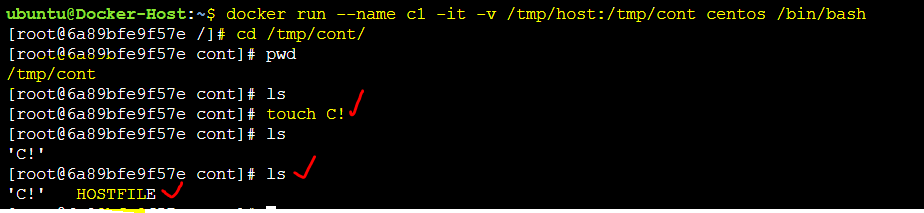 ubuntu@Docker-Host:~$ docker run --name c1 -it -v /tmp/host:/tmp/cont centos /bin/bash
[root@6a89bfe9f57e /]# cd /tmp/cont/
[root@6a89bfe9f57e cont]# pwd
/tmp/cont
[root@6a89bfe9f57e cont]# ls
[root@6a89bfe9f57e cont]# touch C!
[root@6a89bfe9f57e cont]# ls
'C!'
[root@6a89bfe9f57e cont]# ls
'C!'   HOSTFILE